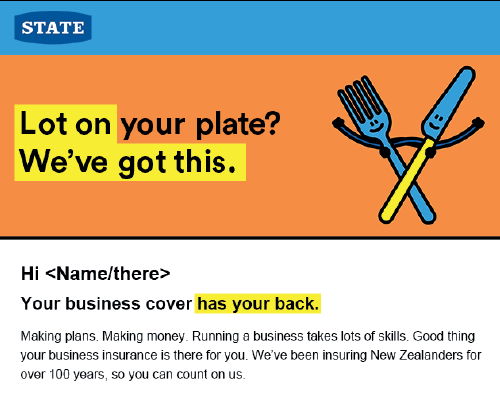 STATE
Lot on your plate?
We've got this.
Hi <Name/there>
Your business cover has your back.
Making plans. Making money. Running a business takes lots of skills. Good thing
your business insurance is there for you. We've been insuring New Zealanders for
over 100 years, so you can count on us.